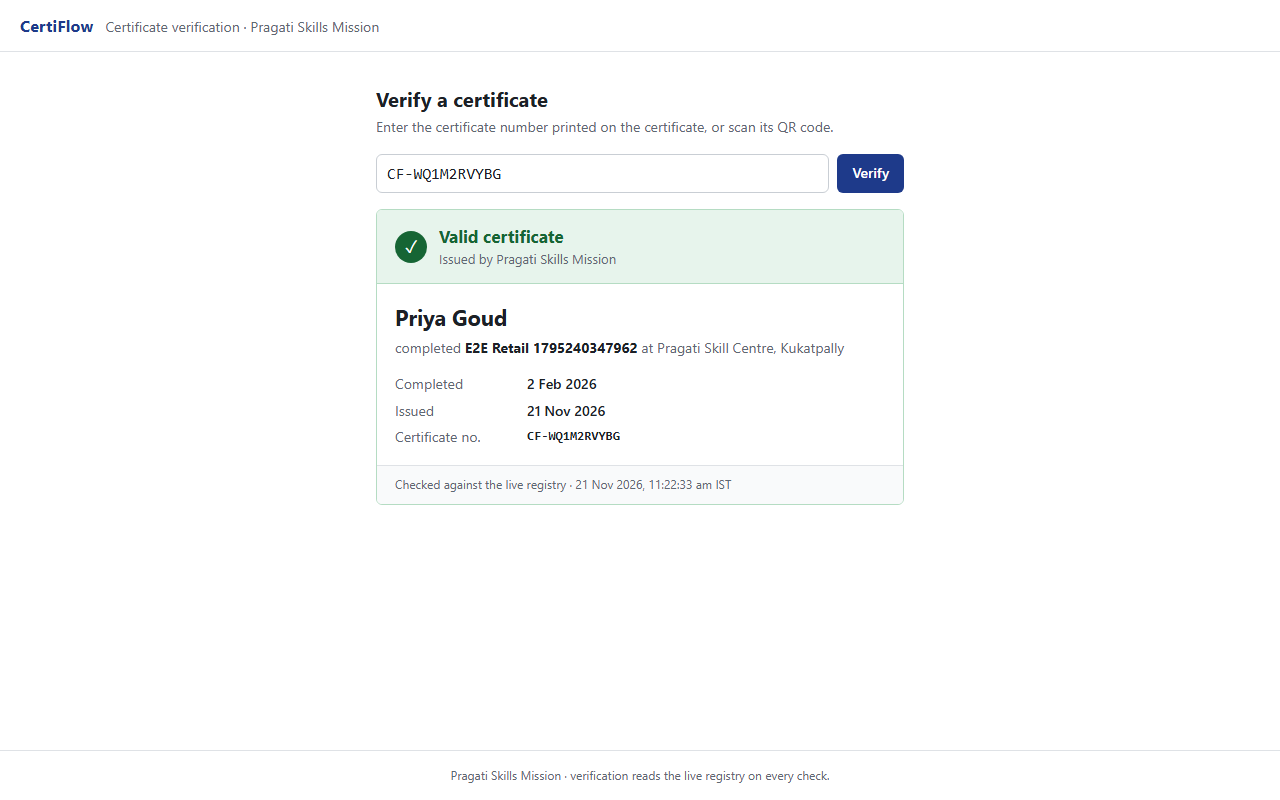 CertiFlow Certificate verification · Pragati Skills Mission
Verify a certificate
Enter the certificate number printed on the certificate, or scan its QR code.
CF-WQ1M2RVYBG Verify
✓ Valid certificate
Issued by Pragati Skills Mission
Priya Goud
completed E2E Retail 1795240347962 at Pragati Skill Centre, Kukatpally
Completed 2 Feb 2026
Issued 21 Nov 2026
Certificate no. CF-WQ1M2RVYBG
Checked against the live registry · 21 Nov 2026, 11:22:33 am IST
Pragati Skills Mission · verification reads the live registry on every check.